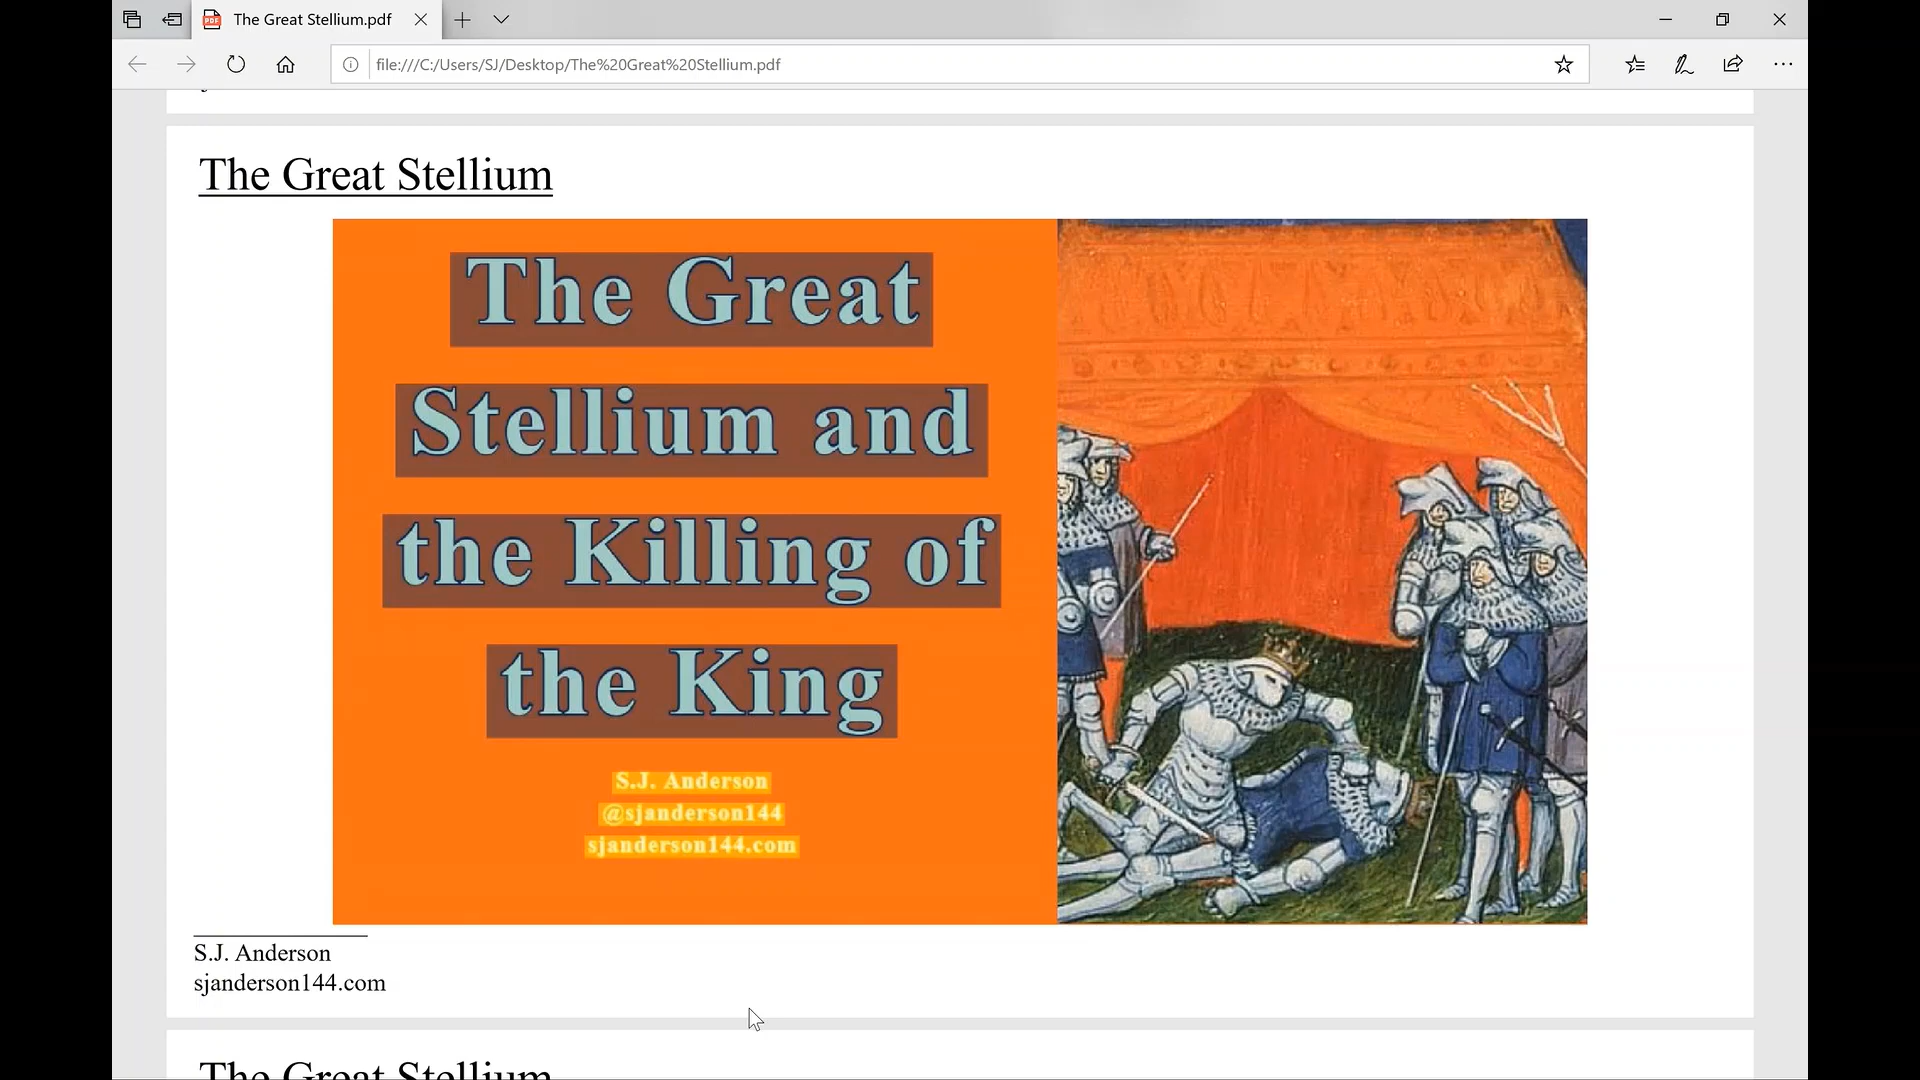 The Great Stellium.pdf
file:///C:/Users/SJ/Desktop/The%20Great%20Stellium.pdf
The Great Stellium
The Great
Stellium and
the Killing of
the King
S.J. Anderson
@sjanderson144
sjanderson144.com
S.J. Anderson
sjanderson144.com
The Great Stellium